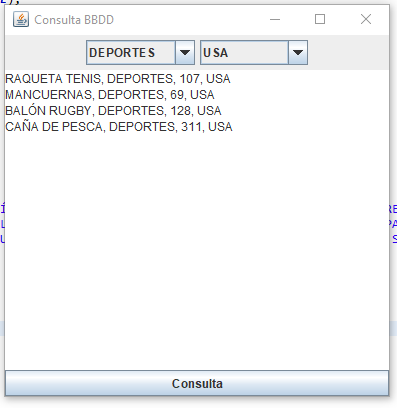 Consulta BBDD
DEPORTES USA
RAQUETA TENIS, DEPORTES, 107, USA
MANCUERNAS, DEPORTES, 69, USA
BALÓN RUGBY, DEPORTES, 128, USA
CAÑA DE PESCA, DEPORTES, 311, USA
Consulta